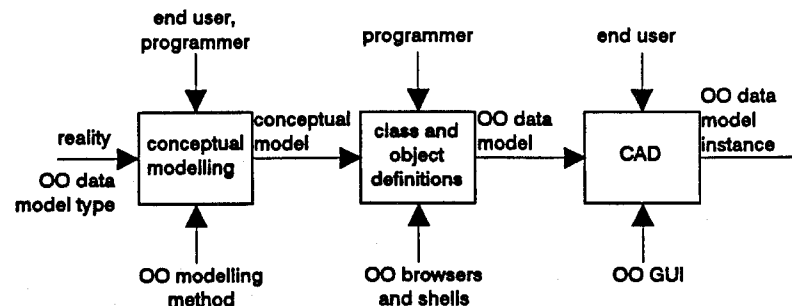 end user,
programmer
programmer
end user
reality
OO data
model type
conceptual
modelling
conceptual
model
class and
object
definitions
OO data
model
CAD
OO data
model
instance
OO modelling
method
OO browsers
and shells
OO GUI